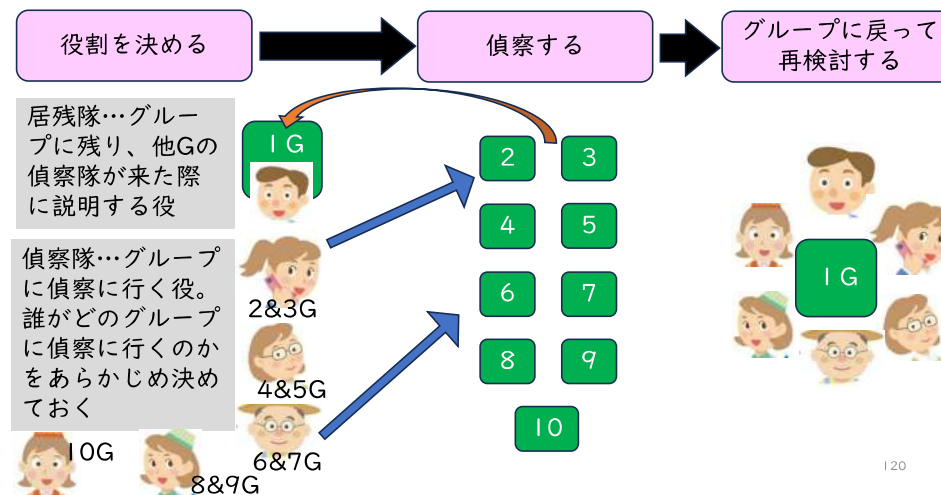 役割を決める
偵察する
グループに戻って
再検討する
居残隊…グルー
プに残り、他Gの
偵察隊が来た際
に説明する役
1G
2
3
4
5
6
7
8
9
10
偵察隊…グループ
に偵察に行く役。
誰がどのグループ
に偵察に行くのか
をあらかじめ決め
ておく
2&3G
4&5G
6&7G
8&9G
10G
1G
120